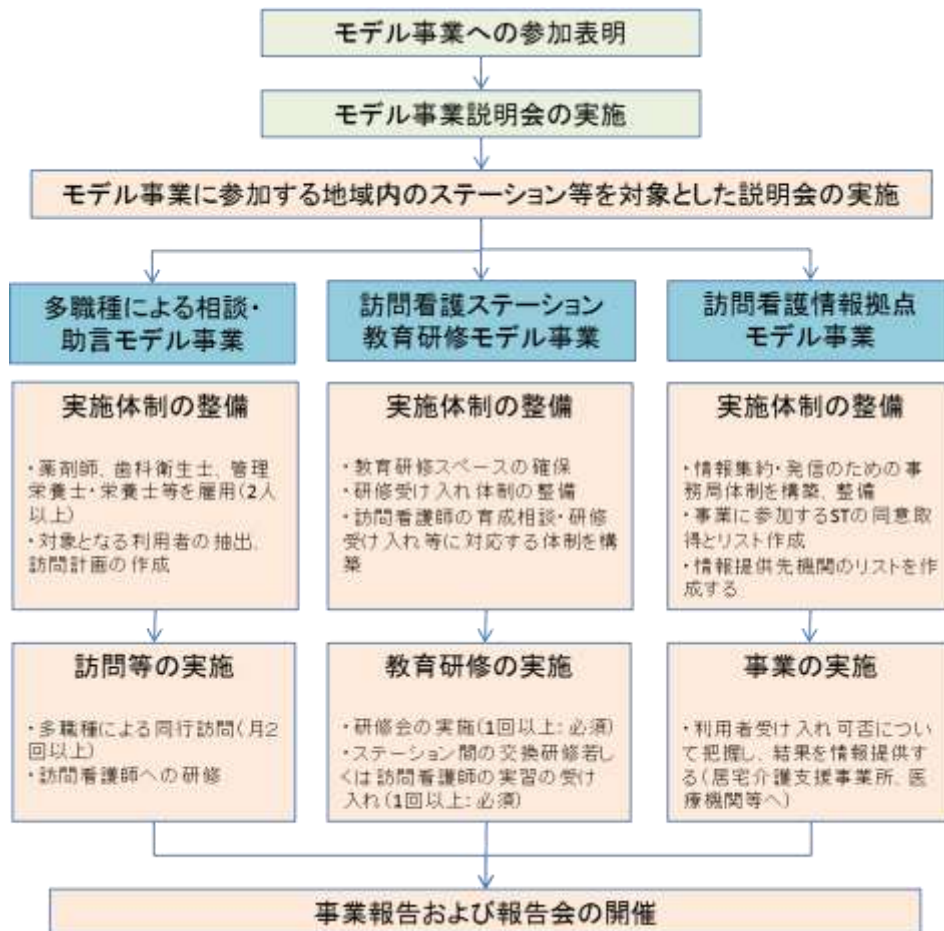 モデル事業への参加表明
モデル事業説明会の実施
モデル事業に参加する地域内のステーション等を対象とした説明会の実施
多職種による相談・
助言モデル事業
実施体制の整備
・薬剤師、歯科衛生士、管理
栄養士・栄養士等を雇用(2人
以上)
・対象となる利用者の抽出、
訪問計画の作成
訪問等の実施
・多職種による同行訪問(月2
回以上)
・訪問看護師への研修
訪問看護ステーション
教育研修モデル事業
実施体制の整備
・教育研修スペースの確保
・研修受け入れ体制の整備
・訪問看護師の育成相談・研修
受け入れ等に対応する体制を構
築
教育研修の実施
・研修会の実施(1回以上:必須)
・ステーション間の交換研修若し
くは訪問看護師の実習の受け
入れ(1回以上:必須)
訪問看護情報拠点
モデル事業
実施体制の整備
・情報集約・発信のための事
務局体制を構築、整備
・事業に参加するSTの同意取
得とリスト作成
・情報提供先機関のリストを作
成する
事業の実施
・利用者受け入れ可否につい
て把握し、結果を情報提供す
る(居宅介護支援事業所、医
療機関等へ)
事業報告および報告会の開催